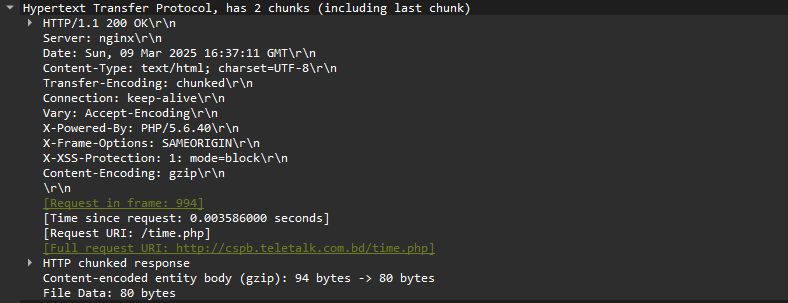 Hypertext Transfer Protocol, has 2 chunks (including last chunk)
HTTP/1.1 200 OK\r\n
Server: nginx\r\n
Date: Sun, 09 Mar 2025 16:37:11 GMT\r\n
Content-Type: text/html; charset=UTF-8\r\n
Transfer-Encoding: chunked\r\n
Connection: keep-alive\r\n
Vary: Accept-Encoding\r\n
X-Powered-By: PHP/5.6.40\r\n
X-Frame-Options: SAMEORIGIN\r\n
X-XSS-Protection: 1: mode=block\r\n
Content-Encoding: gzip\r\n
\r\n
[Request in frame: 994]
[Time since request: 0.003586000 seconds]
[Request URI: /time.php]
[Full request URI: http://cspb.teletalk.com.bd/time.php]
HTTP chunked response
Content-encoded entity body (gzip): 94 bytes -> 80 bytes
File Data: 80 bytes